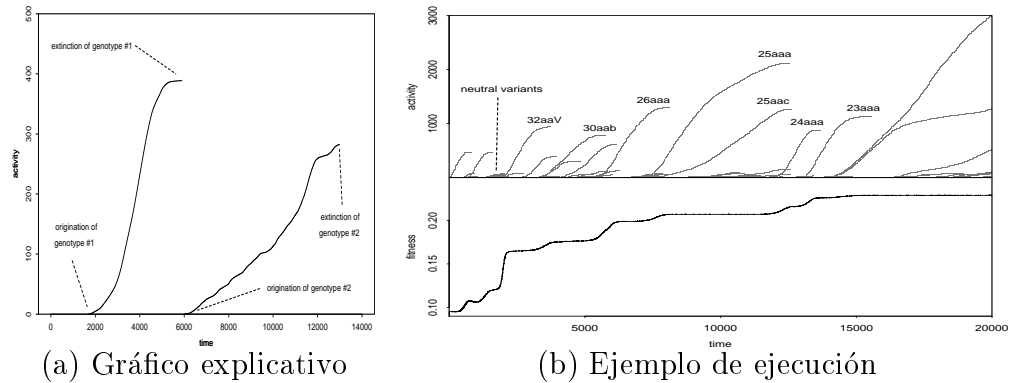 500
400
300
200
100
0
activity
extinction of genotype #1
origination of
genotype #1
extinction of
genotype #2
origination of genotype #2
0 2000 4000 6000 8000 10000 12000 14000
time
(a) Gráfico explicativo
3000
2000
1000
activity
neutral variants
32aaV
30aab
26aaa
25aaa
25aac
24aaa
23aaa
0.20
0.15
0.10
fitness
5000 10000 15000 20000
time
(b) Ejemplo de ejecución